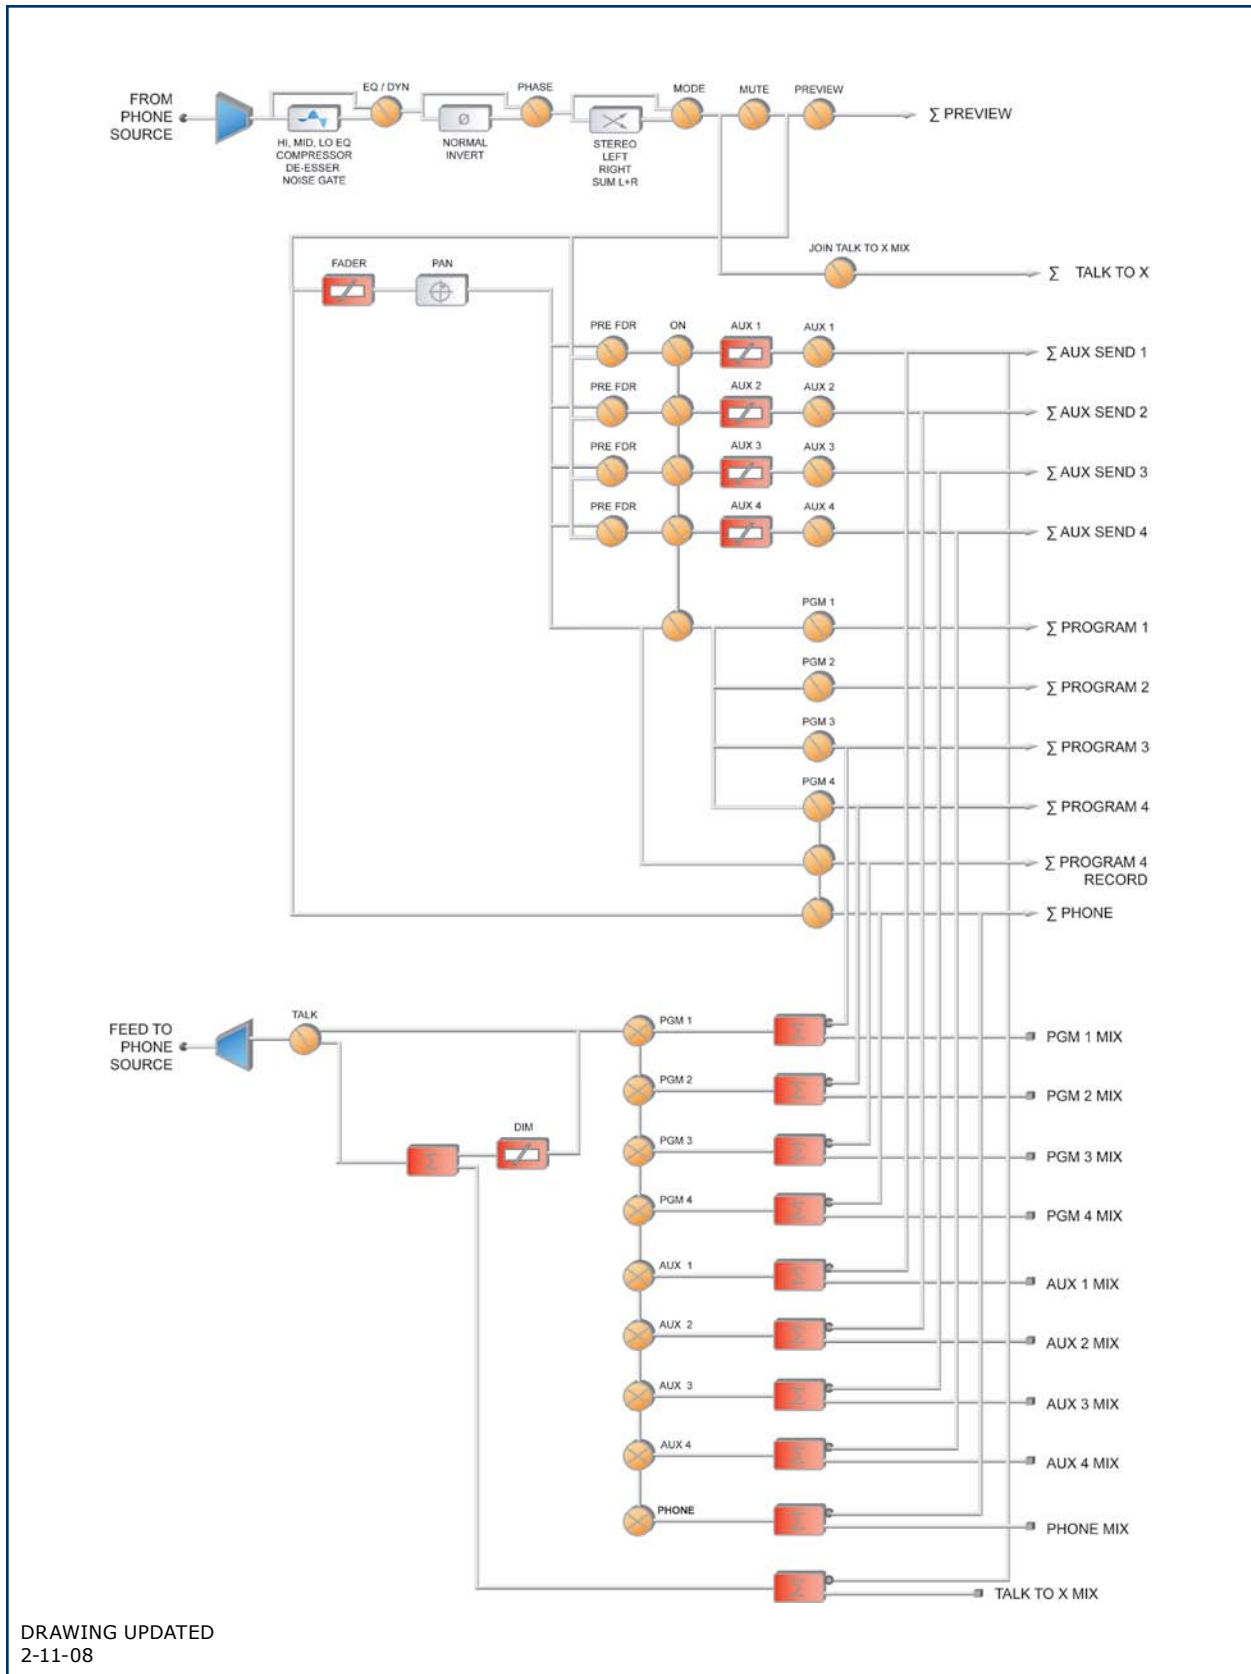 FROM
PHONE
SOURCE
EQ / DYN
PHASE
MODE
MUTE
PREVIEW
Σ PREVIEW
Ø
HI, MID, LO EQ
COMPRESSOR
DE-ESSER
NOISE GATE
NORMAL
INVERT
STEREO
LEFT
RIGHT
SUM L+R
JOIN TALK TO X MIX
Σ TALK TO X
FADER
PAN
PRE FDR
ON
AUX 1
AUX 1
Σ AUX SEND 1
PRE FDR
AUX 2
AUX 2
Σ AUX SEND 2
PRE FDR
AUX 3
AUX 3
Σ AUX SEND 3
PRE FDR
AUX 4
AUX 4
Σ AUX SEND 4
PGM 1
Σ PROGRAM 1
PGM 2
Σ PROGRAM 2
PGM 3
Σ PROGRAM 3
PGM 4
Σ PROGRAM 4
Σ PROGRAM 4
RECORD
Σ PHONE
FEED TO
PHONE
SOURCE
TALK
PGM 1
Σ
PGM 1 MIX
PGM 2
Σ
PGM 2 MIX
DIM
Σ
PGM 3
Σ
PGM 3 MIX
PGM 4
Σ
PGM 4 MIX
AUX 1
Σ
AUX 1 MIX
AUX 2
Σ
AUX 2 MIX
AUX 3
Σ
AUX 3 MIX
AUX 4
Σ
AUX 4 MIX
PHONE
Σ
PHONE MIX
Σ
TALK TO X MIX
DRAWING UPDATED
2-11-08